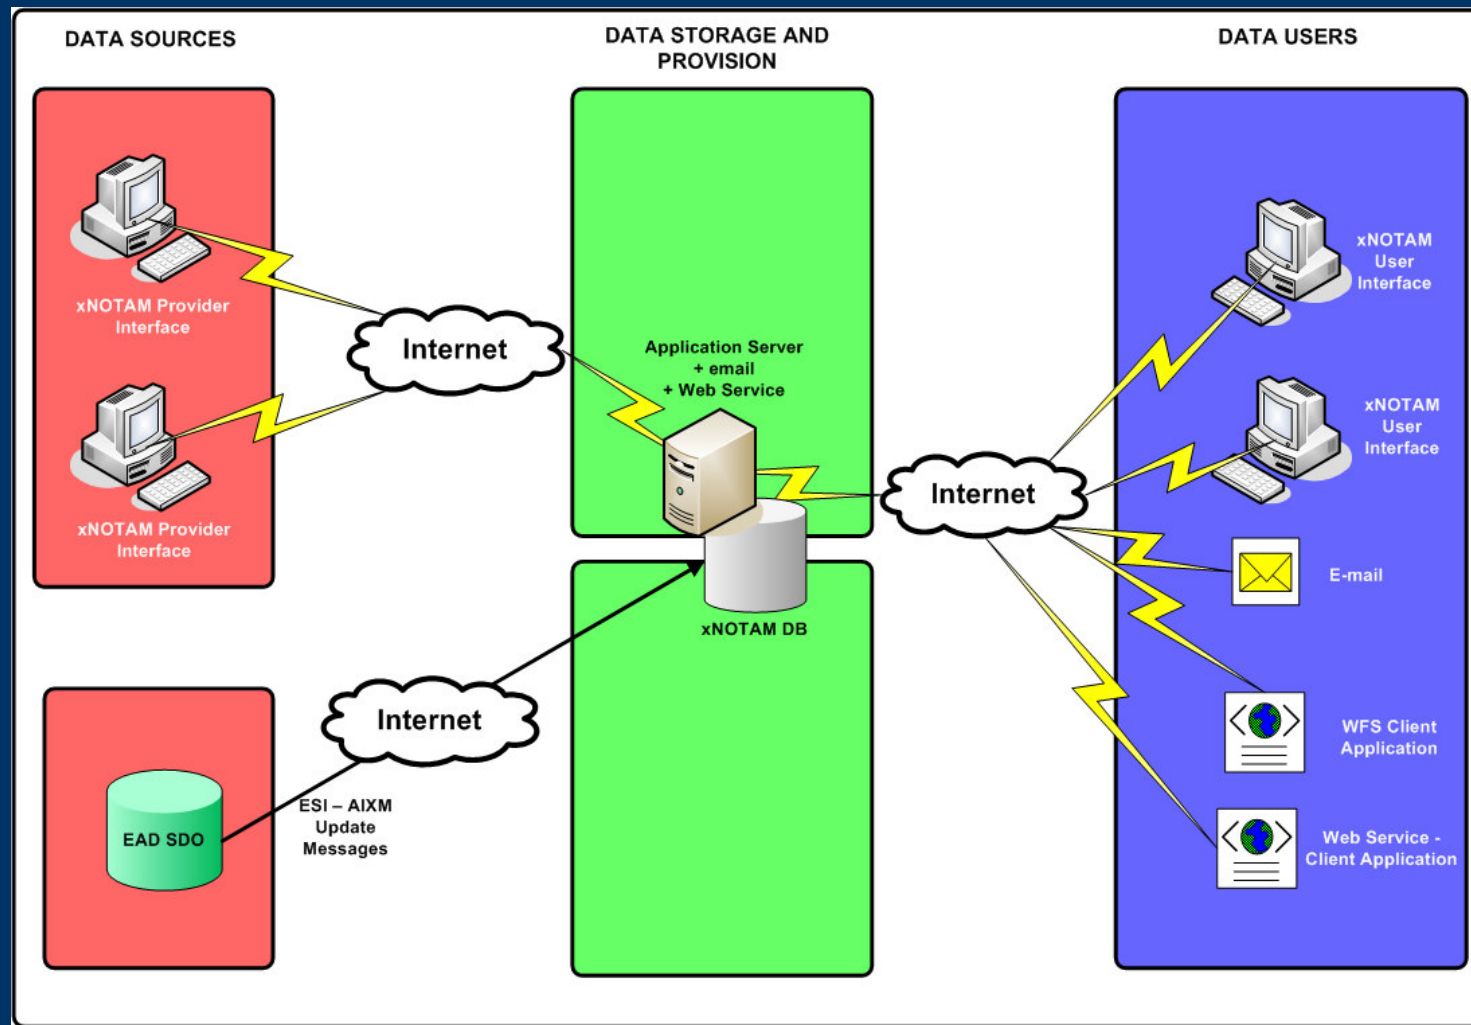 DATA SOURCES
DATA STORAGE AND
PROVISION
DATA USERS
xNOTAM Provider
Interface
xNOTAM Provider
Interface
Internet
Application Server
+ email
+ Web Service
xNOTAM DB
Internet
EAD SDO
ESI – AIXM
Update
Messages
Internet
xNOTAM
User
Interface
xNOTAM
User
Interface
E-mail
WFS Client
Application
Web Service -
Client Application